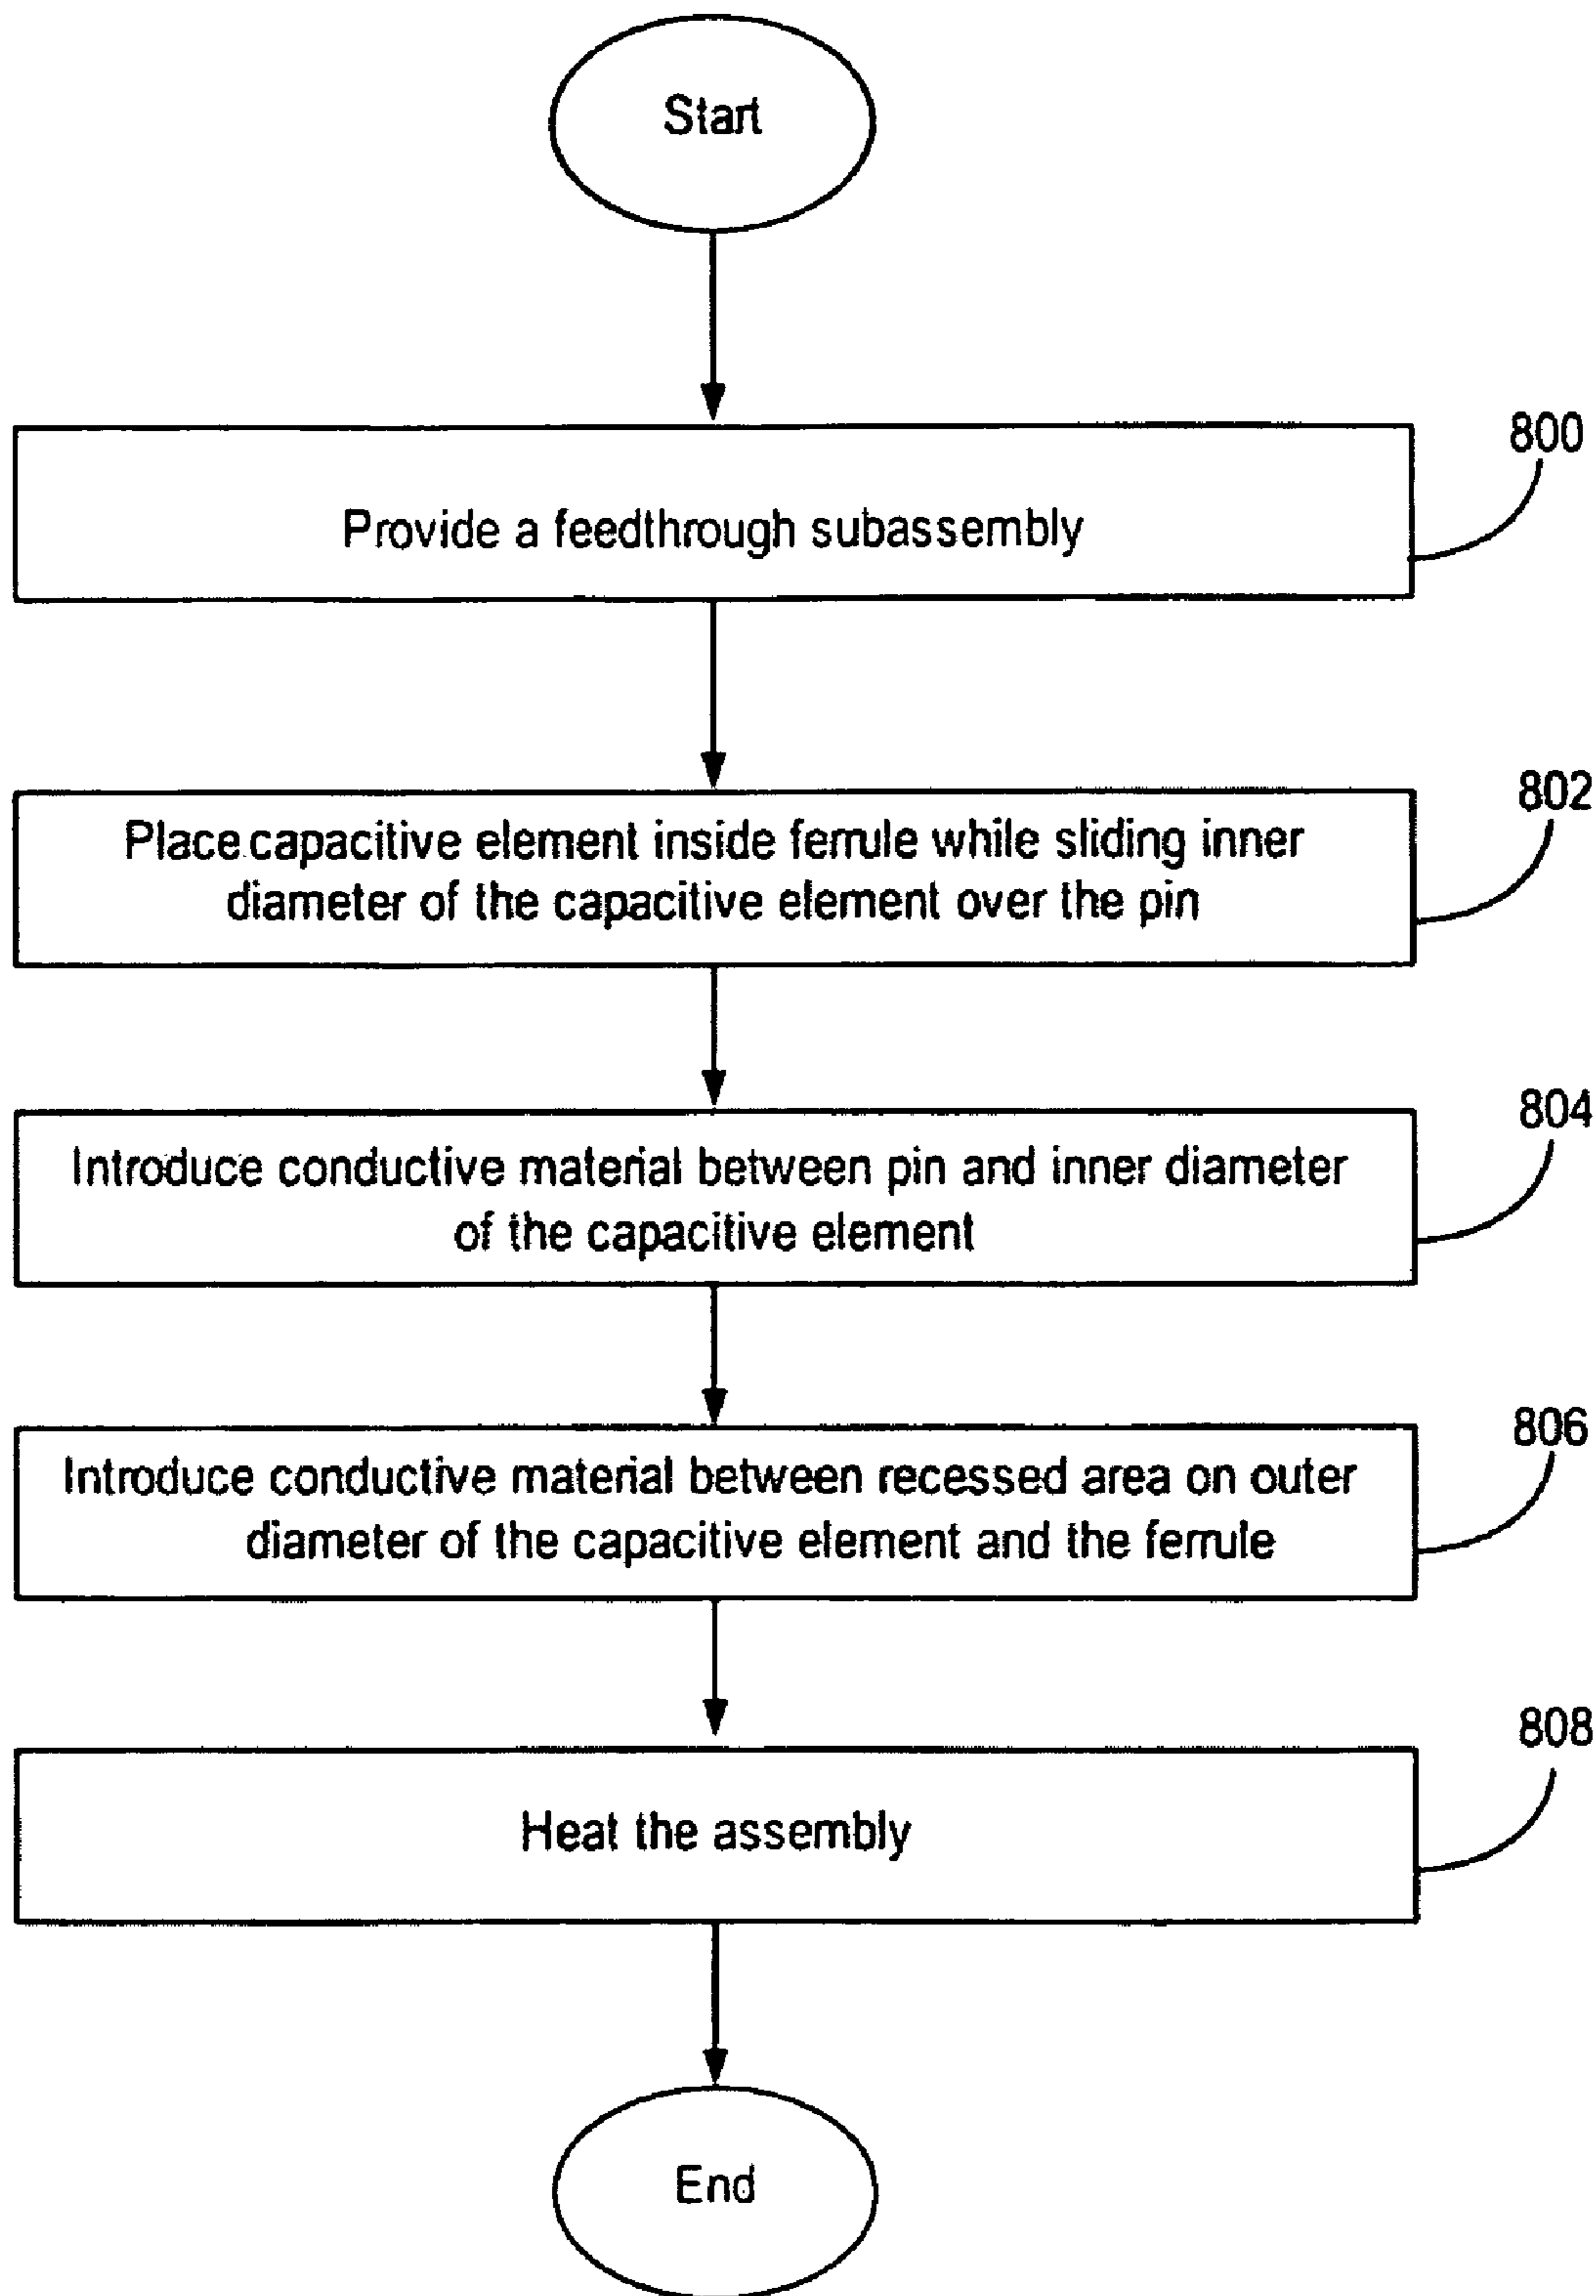 Start
800
Provide a feedthrough subassembly
802
Place capacitive element inside ferrule while sliding inner
diameter of the capacitive element over the pin
804
Introduce conductive material between pin and inner diameter
of the capacitive element
806
Introduce conductive material between recessed area on outer
diameter of the capacitive element and the ferrule
808
Heat the assembly
End